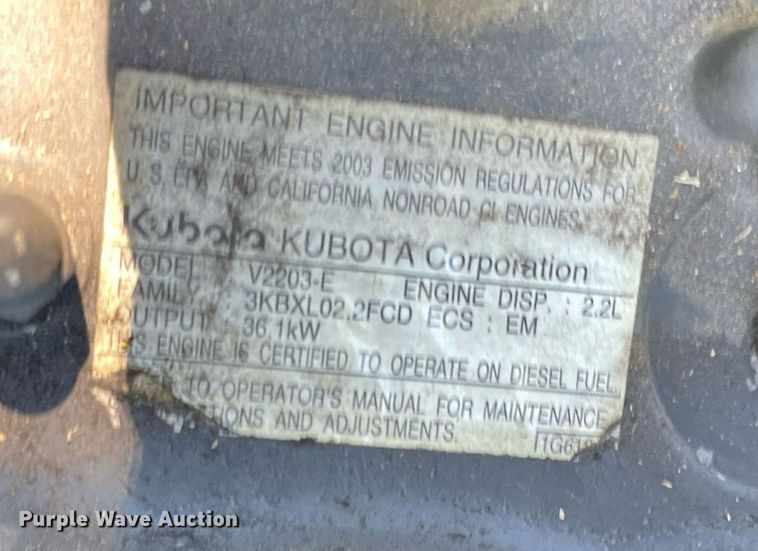 IMPORTANT ENGINE INFORMATION
THIS ENGINE MEETS 2003 EMISSION REGULATIONS FOR
U.S. EPA AND CALIFORNIA NONROAD CI ENGINES.
Kubota KUBOTA Corporation
MODEL : V2203-E ENGINE DISP. : 2.2L
FAMILY : 3KBXL02.2FCD ECS : EM
OUTPUT : 36.1kW
ENGINE IS CERTIFIED TO OPERATE ON DIESEL FUEL.
TO OPERATOR'S MANUAL FOR MAINTENANCE
AND ADJUSTMENTS.
Purple Wave Auction